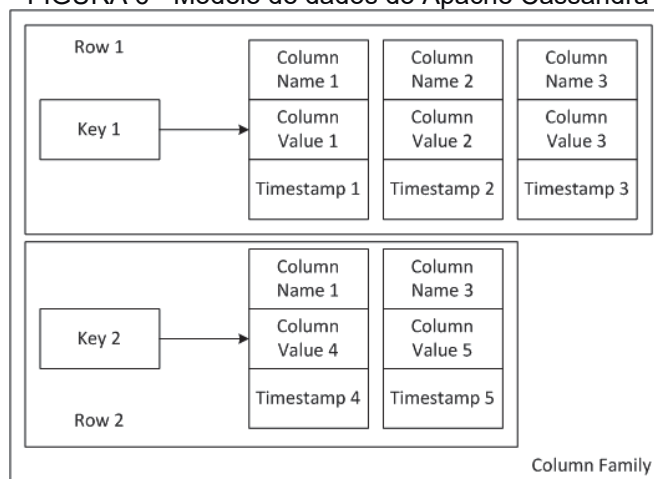 FIGURA 6 - Modelo de dados do Apache Cassandra
Row 1
Key 1
Column
Name 1
Column
Value 1
Timestamp 1
Column
Name 2
Column
Value 2
Timestamp 2
Column
Name 3
Column
Value 3
Timestamp 3
Key 2
Row 2
Column
Name 1
Column
Value 4
Timestamp 4
Column
Name 3
Column
Value 5
Timestamp 5
Column Family